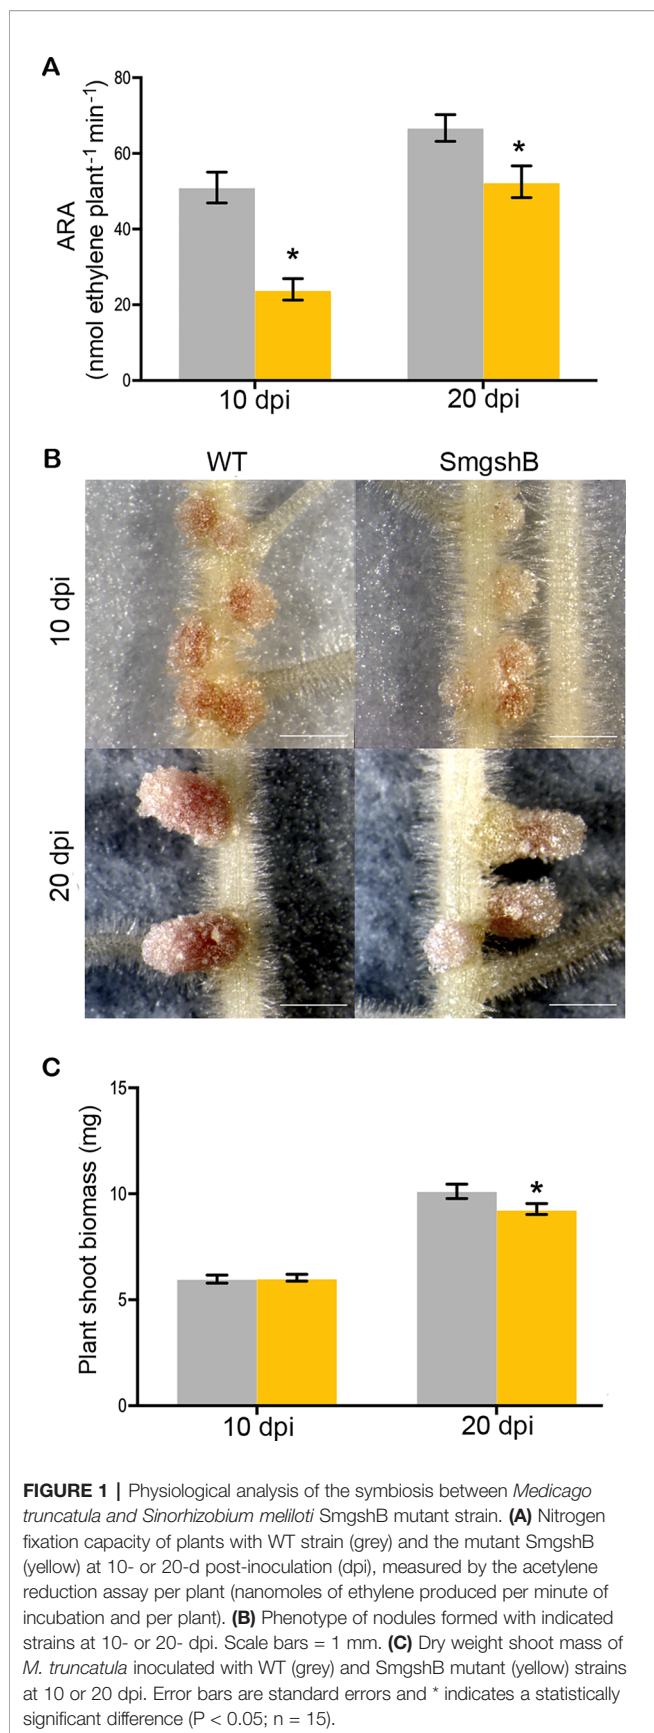 A
80
60
40
20
0
ARA
(nmol ethylene plant⁻¹ min⁻¹)
*
*
10 dpi
20 dpi
B
WT
SmgshB
10 dpi
20 dpi
C
15
10
5
0
Plant shoot biomass (mg)
*
10 dpi
20 dpi
FIGURE 1 | Physiological analysis of the symbiosis between Medicago
truncatula and Sinorhizobium meliloti SmgshB mutant strain. (A) Nitrogen
fixation capacity of plants with WT strain (grey) and the mutant SmgshB
(yellow) at 10- or 20-d post-inoculation (dpi), measured by the acetylene
reduction assay per plant (nanomoles of ethylene produced per minute of
incubation and per plant). (B) Phenotype of nodules formed with indicated
strains at 10- or 20- dpi. Scale bars = 1 mm. (C) Dry weight shoot mass of
M. truncatula inoculated with WT (grey) and SmgshB mutant (yellow) strains
at 10 or 20 dpi. Error bars are standard errors and * indicates a statistically
significant difference (P < 0.05; n = 15).